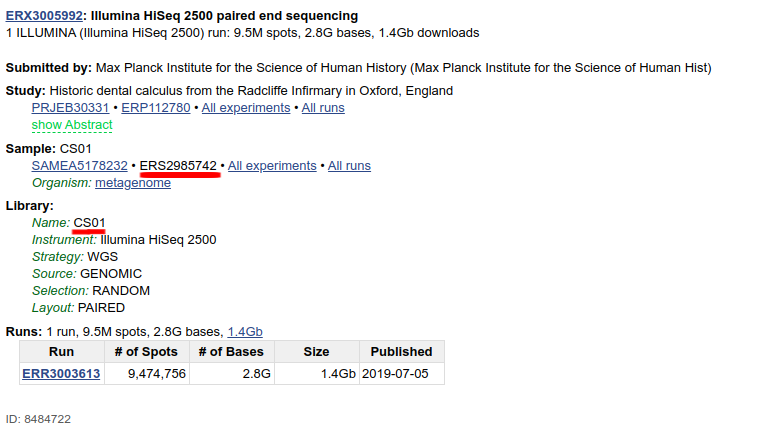 ERX3005992: Illumina HiSeq 2500 paired end sequencing
1 ILLUMINA (Illumina HiSeq 2500) run: 9.5M spots, 2.8G bases, 1.4Gb downloads
Submitted by: Max Planck Institute for the Science of Human History (Max Planck Institute for the Science of Human Hist)
Study: Historic dental calculus from the Radcliffe Infirmary in Oxford, England
PRJEB30331 • ERP112780 • All experiments • All runs
show Abstract
Sample: CS01
SAMEA5178232 • ERS2985742 • All experiments • All runs
Organism: metagenome
Library:
Name: CS01
Instrument: Illumina HiSeq 2500
Strategy: WGS
Source: GENOMIC
Selection: RANDOM
Layout: PAIRED
Runs: 1 run, 9.5M spots, 2.8G bases, 1.4Gb
Run # of Spots # of Bases Size Published
ERR3003613 9,474,756 2.8G 1.4Gb 2019-07-05
ID: 8484722